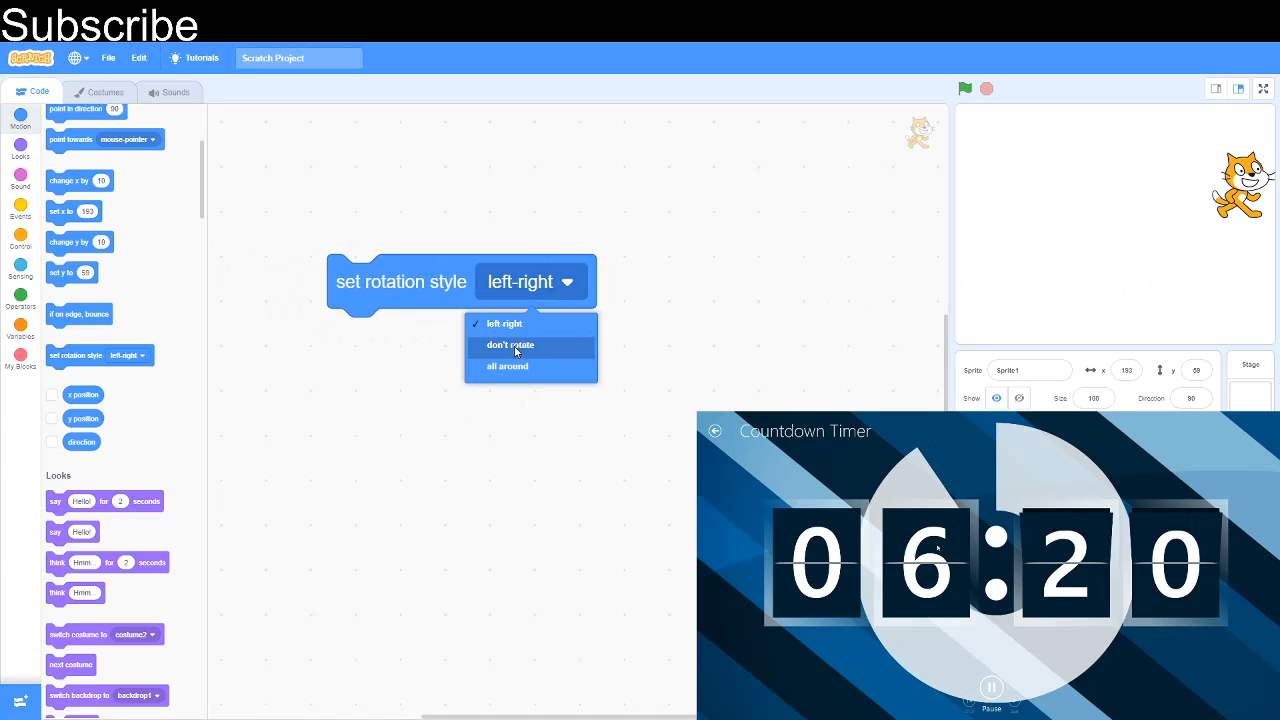 Subscribe
SCRATCH File Edit Tutorials Scratch Project
Code Costumes Sounds
Motion
Looks
Sound
Events
Control
Sensing
Operators
Variables
My Blocks
point in direction 90
point towards mouse-pointer
change x by 10
set x to 193
change y by 10
set y to 59
if on edge, bounce
set rotation style left-right
x position
y position
direction
Looks
say Hello! for 2 seconds
say Hello!
think Hmm... for 2 seconds
think Hmm...
switch costume to costume2
next costume
switch backdrop to backdrop1
set rotation style left-right
✓ left-right
don't rotate
all around
Sprite Sprite1 x 193 y 59
Show Size 100 Direction 90
Stage
Countdown Timer
06:20
Pause